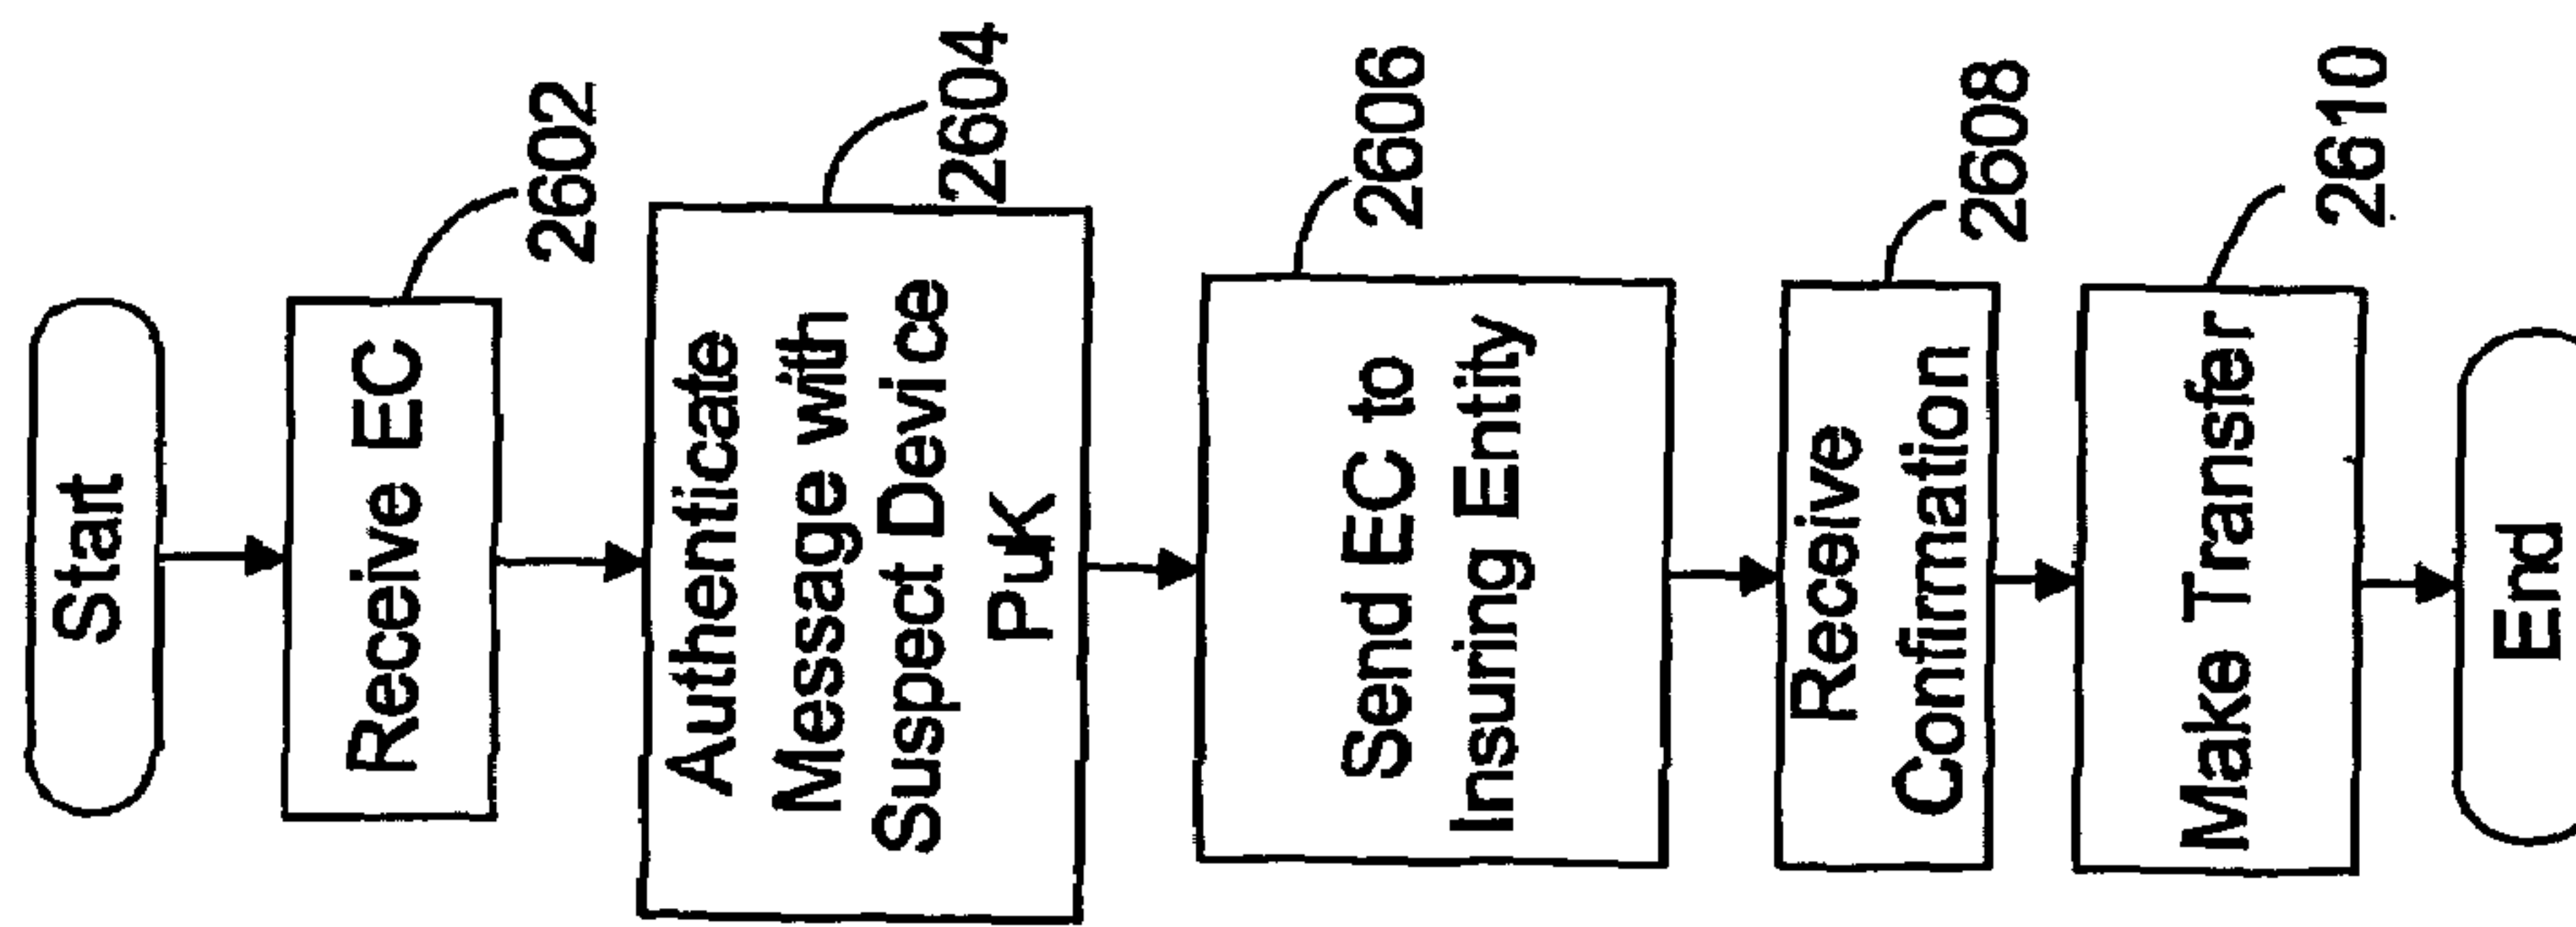 Start
Receive EC
2602
Authenticate
Message with
Suspect Device
PuK
2604
Send EC to
Insuring Entity
2606
Receive
Confirmation
2608
Make Transfer
2610
End